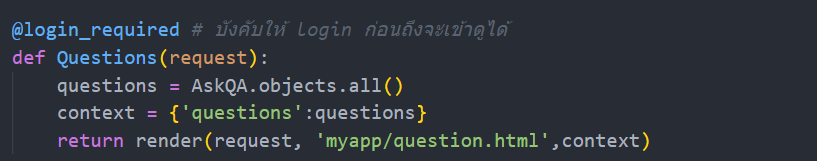 @login_required # บังคับให้ login ก่อนถึงจะเข้าดูได้
def Questions(request):
    questions = AskQA.objects.all()
    context = {'questions':questions}
    return render(request, 'myapp/question.html',context)